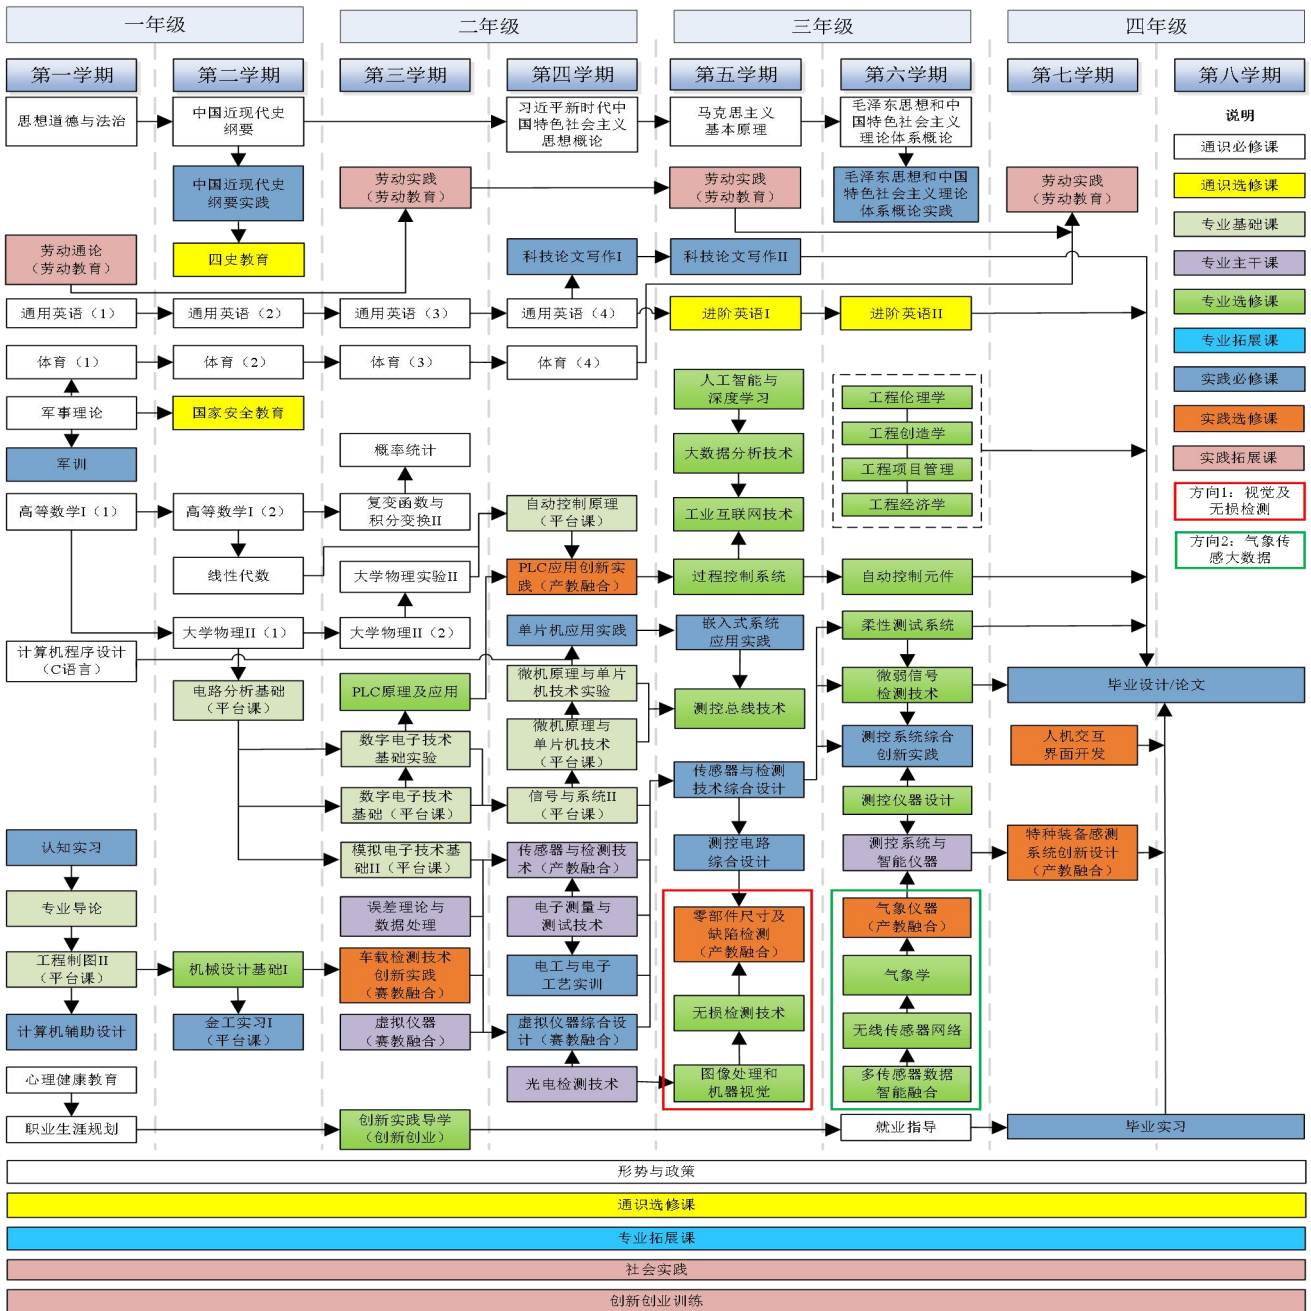 一年级
二年级
三年级
四年级
第一学期
第二学期
第三学期
第四学期
第五学期
第六学期
第七学期
第八学期
思想道德与法治
中国近现代史
纲要
习近平新时代中
国特色社会主义
思想概论
马克思主义
基本原理
毛泽东思想和中
国特色社会主义
理论体系概论
说明
通识必修课
通识选修课
专业基础课
专业主干课
专业选修课
专业拓展课
实践必修课
实践选修课
实践拓展课
方向1：视觉及
无损检测
方向2：气象传
感大数据
中国近现代史
纲要实践
劳动实践
（劳动教育）
劳动实践
（劳动教育）
毛泽东思想和中国
特色社会主义理论
体系概论实践
劳动实践
（劳动教育）
劳动通论
（劳动教育）
四史教育
科技论文写作I
科技论文写作II
通用英语（1）
通用英语（2）
通用英语（3）
通用英语（4）
进阶英语I
进阶英语II
体育（1）
体育（2）
体育（3）
体育（4）
军事理论
国家安全教育
军训
人工智能与
深度学习
大数据分析技术
工业互联网技术
工程伦理学
工程创造学
工程项目管理
工程经济学
概率统计
高等数学I（1）
高等数学I（2）
复变函数与
积分变换II
自动控制原理
（平台课）
线性代数
大学物理实验II
PLC应用创新实
践（产教融合）
过程控制系统
自动控制元件
大学物理II（1）
大学物理II（2）
单片机应用实践
嵌入式系统
应用实践
柔性测试系统
计算机程序设计
（C语言）
电路分析基础
（平台课）
PLC原理及应用
微机原理与单片
机技术实验
测控总线技术
微弱信号
检测技术
毕业设计/论文
数字电子技术
基础实验
微机原理与
单片机技术
（平台课）
测控系统综合
创新实践
人机交互
界面开发
数字电子技术
基础（平台课）
信号与系统II
（平台课）
传感器与检测
技术综合设计
测控仪器设计
认知实习
模拟电子技术基
础II（平台课）
传感器与检测技
术（产教融合）
测控电路
综合设计
测控系统与
智能仪器
特种装备感测
系统创新设计
（产教融合）
专业导论
误差理论与
数据处理
电子测量与
测试技术
零部件尺寸及
缺陷检测
（产教融合）
气象仪器
（产教融合）
工程制图II
（平台课）
机械设计基础I
车载检测技术
创新实践
（赛教融合）
电工与电子
工艺实训
气象学
计算机辅助设计
金工实习I
（平台课）
虚拟仪器
（赛教融合）
虚拟仪器综合设
计（赛教融合）
无损检测技术
无线传感器网络
心理健康教育
光电检测技术
图像处理和
机器视觉
多传感器数据
智能融合
职业生涯规划
创新实践导学
（创新创业）
就业指导
毕业实习
形势与政策
通识选修课
专业拓展课
社会实践
创新创业训练